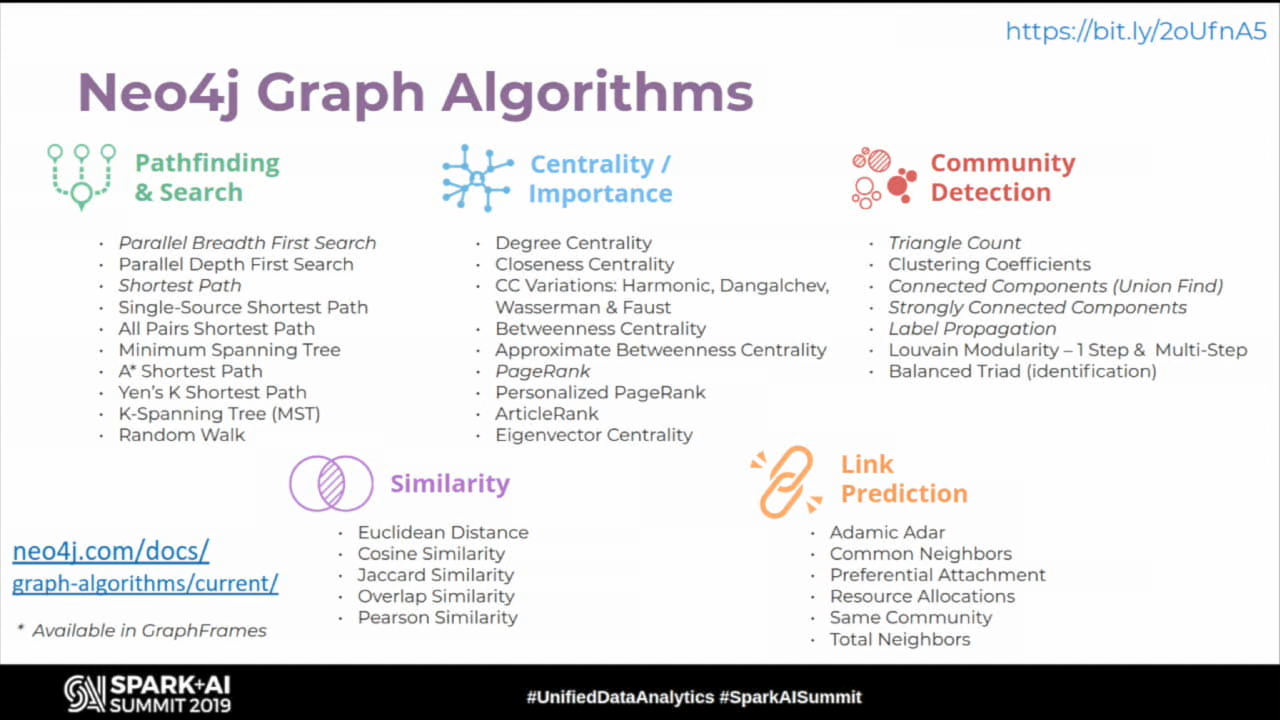 https://bit.ly/2oUfnA5
Neo4j Graph Algorithms
Pathfinding
& Search
· Parallel Breadth First Search
· Parallel Depth First Search
· Shortest Path
· Single-Source Shortest Path
· All Pairs Shortest Path
· Minimum Spanning Tree
· A* Shortest Path
· Yen's K Shortest Path
· K-Spanning Tree (MST)
· Random Walk
Centrality /
Importance
· Degree Centrality
· Closeness Centrality
· CC Variations: Harmonic, Dangalchev,
Wasserman & Faust
· Betweenness Centrality
· Approximate Betweenness Centrality
· PageRank
· Personalized PageRank
· ArticleRank
· Eigenvector Centrality
Community
Detection
· Triangle Count
· Clustering Coefficients
· Connected Components (Union Find)
· Strongly Connected Components
· Label Propagation
· Louvain Modularity – 1 Step & Multi-Step
· Balanced Triad (identification)
Similarity
· Euclidean Distance
· Cosine Similarity
· Jaccard Similarity
· Overlap Similarity
· Pearson Similarity
Link
Prediction
· Adamic Adar
· Common Neighbors
· Preferential Attachment
· Resource Allocations
· Same Community
· Total Neighbors
neo4j.com/docs/
graph-algorithms/current/
* Available in GraphFrames
SPARK+AI
SUMMIT 2019
#UnifiedDataAnalytics #SparkAISummit